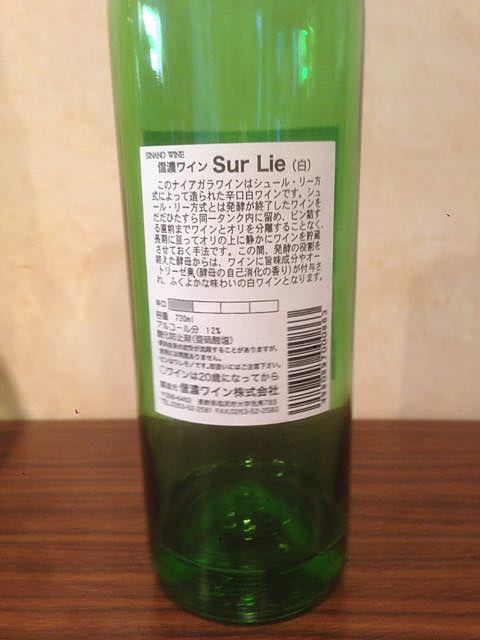 SINANO WINE
信濃ワイン Sur Lie (白)
このナイアガラワインはシュール・リー方
式によって造られた辛口白ワインです。シュ
ール・リー方式とは発酵が終了したワインを
ただひたすら同一タンク内に留め、ビン詰す
る直前までワインとオリを分離することなく、
長期に亘ってオリの上に静かにワインを貯蔵
させておく手法です。この間、発酵の役割を
終えた酵母からは、ワインに旨味成分やオー
トリーゼ臭(酵母の自己消化の香り)が付与さ
れ、ふくよかな味わいの白ワインとなります。
辛口
容量 720ml
アルコール分 12%
酸化防止剤(亜硫酸塩)
○ワインは20歳になってから
製造元 信濃ワイン株式会社
TEL.0263-52-2581 FAX.0263-52-2582